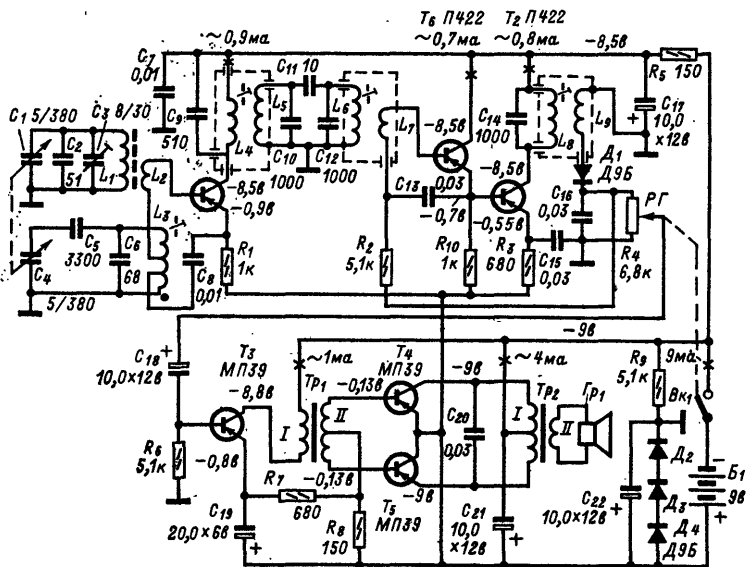 T₆ П422 T₂ П422
~0,9ма
~0,7ма ~0,8ма
-8,5в
R₅
150
C₇
0,01
C₁₁ 10
C₁ 5/380
C₃ 8/30
C₂
51
L₁
L₂
C₉
510
L₄
L₅
L₆
L₇
C₁₀
1000
C₁₂
1000
C₁₄
1000
L₈
L₉
C₁₇
10,0
×12в
-8,5в
-8,5в
-0,9в
-8,5в
C₁₃
0,03
-0,7в
-0,55в
Д₁
Д9Б
РГ
C₁₆
0,03
L₃
C₄
5/380
C₅
3300
C₆
68
C₈
0,01
R₁
1к
R₂
5,1к
R₁₀
1к
R₃
680
C₁₅
0,03
R₄
6,8к
-9в
C₁₈ +
10,0×12в
T₃
МП39
-8,8в
-0,8в
~1ма
Тр₁
I
II
-0,13в
T₄
МП39
-9в
~4ма
C₂₀
0,03
Тр₂
I
II
Гр₁
R₉
5,1к
9ма
Вк₁
R₆
5,1к
R₇
680
-0,13в
T₅
МП39
-9в
C₁₉
20,0×6в
+
R₈
150
C₂₁
10,0
×12в
+
C₂₂
10,0×12в
+
Д₂
Д₃
Д₄
Д9Б
-
Б₁
9в
+